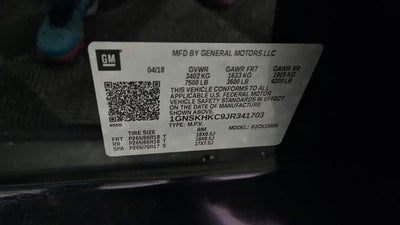 GM
MFD BY GENERAL MOTORS LLC
04/18
GVWR GAWR FRT GAWR RR
3402 KG 1633 KG 1905 KG
7500 LB 3600 LB 4200 LB
THIS VEHICLE CONFORMS TO ALL
APPLICABLE U.S. FEDERAL MOTOR
VEHICLE SAFETY STANDARDS IN EFFECT
ON THE DATE OF MANUFACTURE
SHOWN ABOVE.
1GNSKHKC9JR341703
TYPE: M.P.V.
TIRE SIZE RIM
FRT P265/65R18 T 18X8.5J
RR P265/65R18 T 18X8.5J
SPA P265/70R17 S 17X7.5J